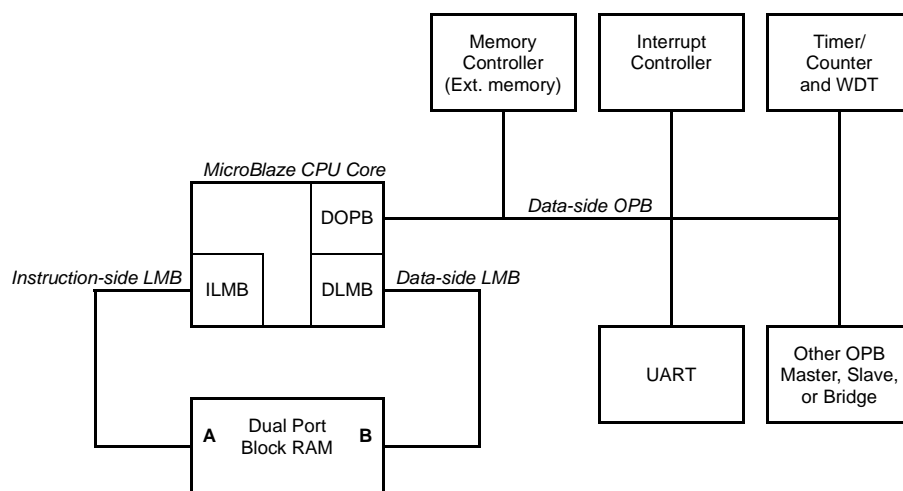 Memory
Controller
(Ext. memory)
Interrupt
Controller
Timer/
Counter
and WDT
MicroBlaze CPU Core
DOPB
Data-side OPB
Instruction-side LMB
ILMB
DLMB
Data-side LMB
UART
Other OPB
Master, Slave,
or Bridge
A
Dual Port
Block RAM
B